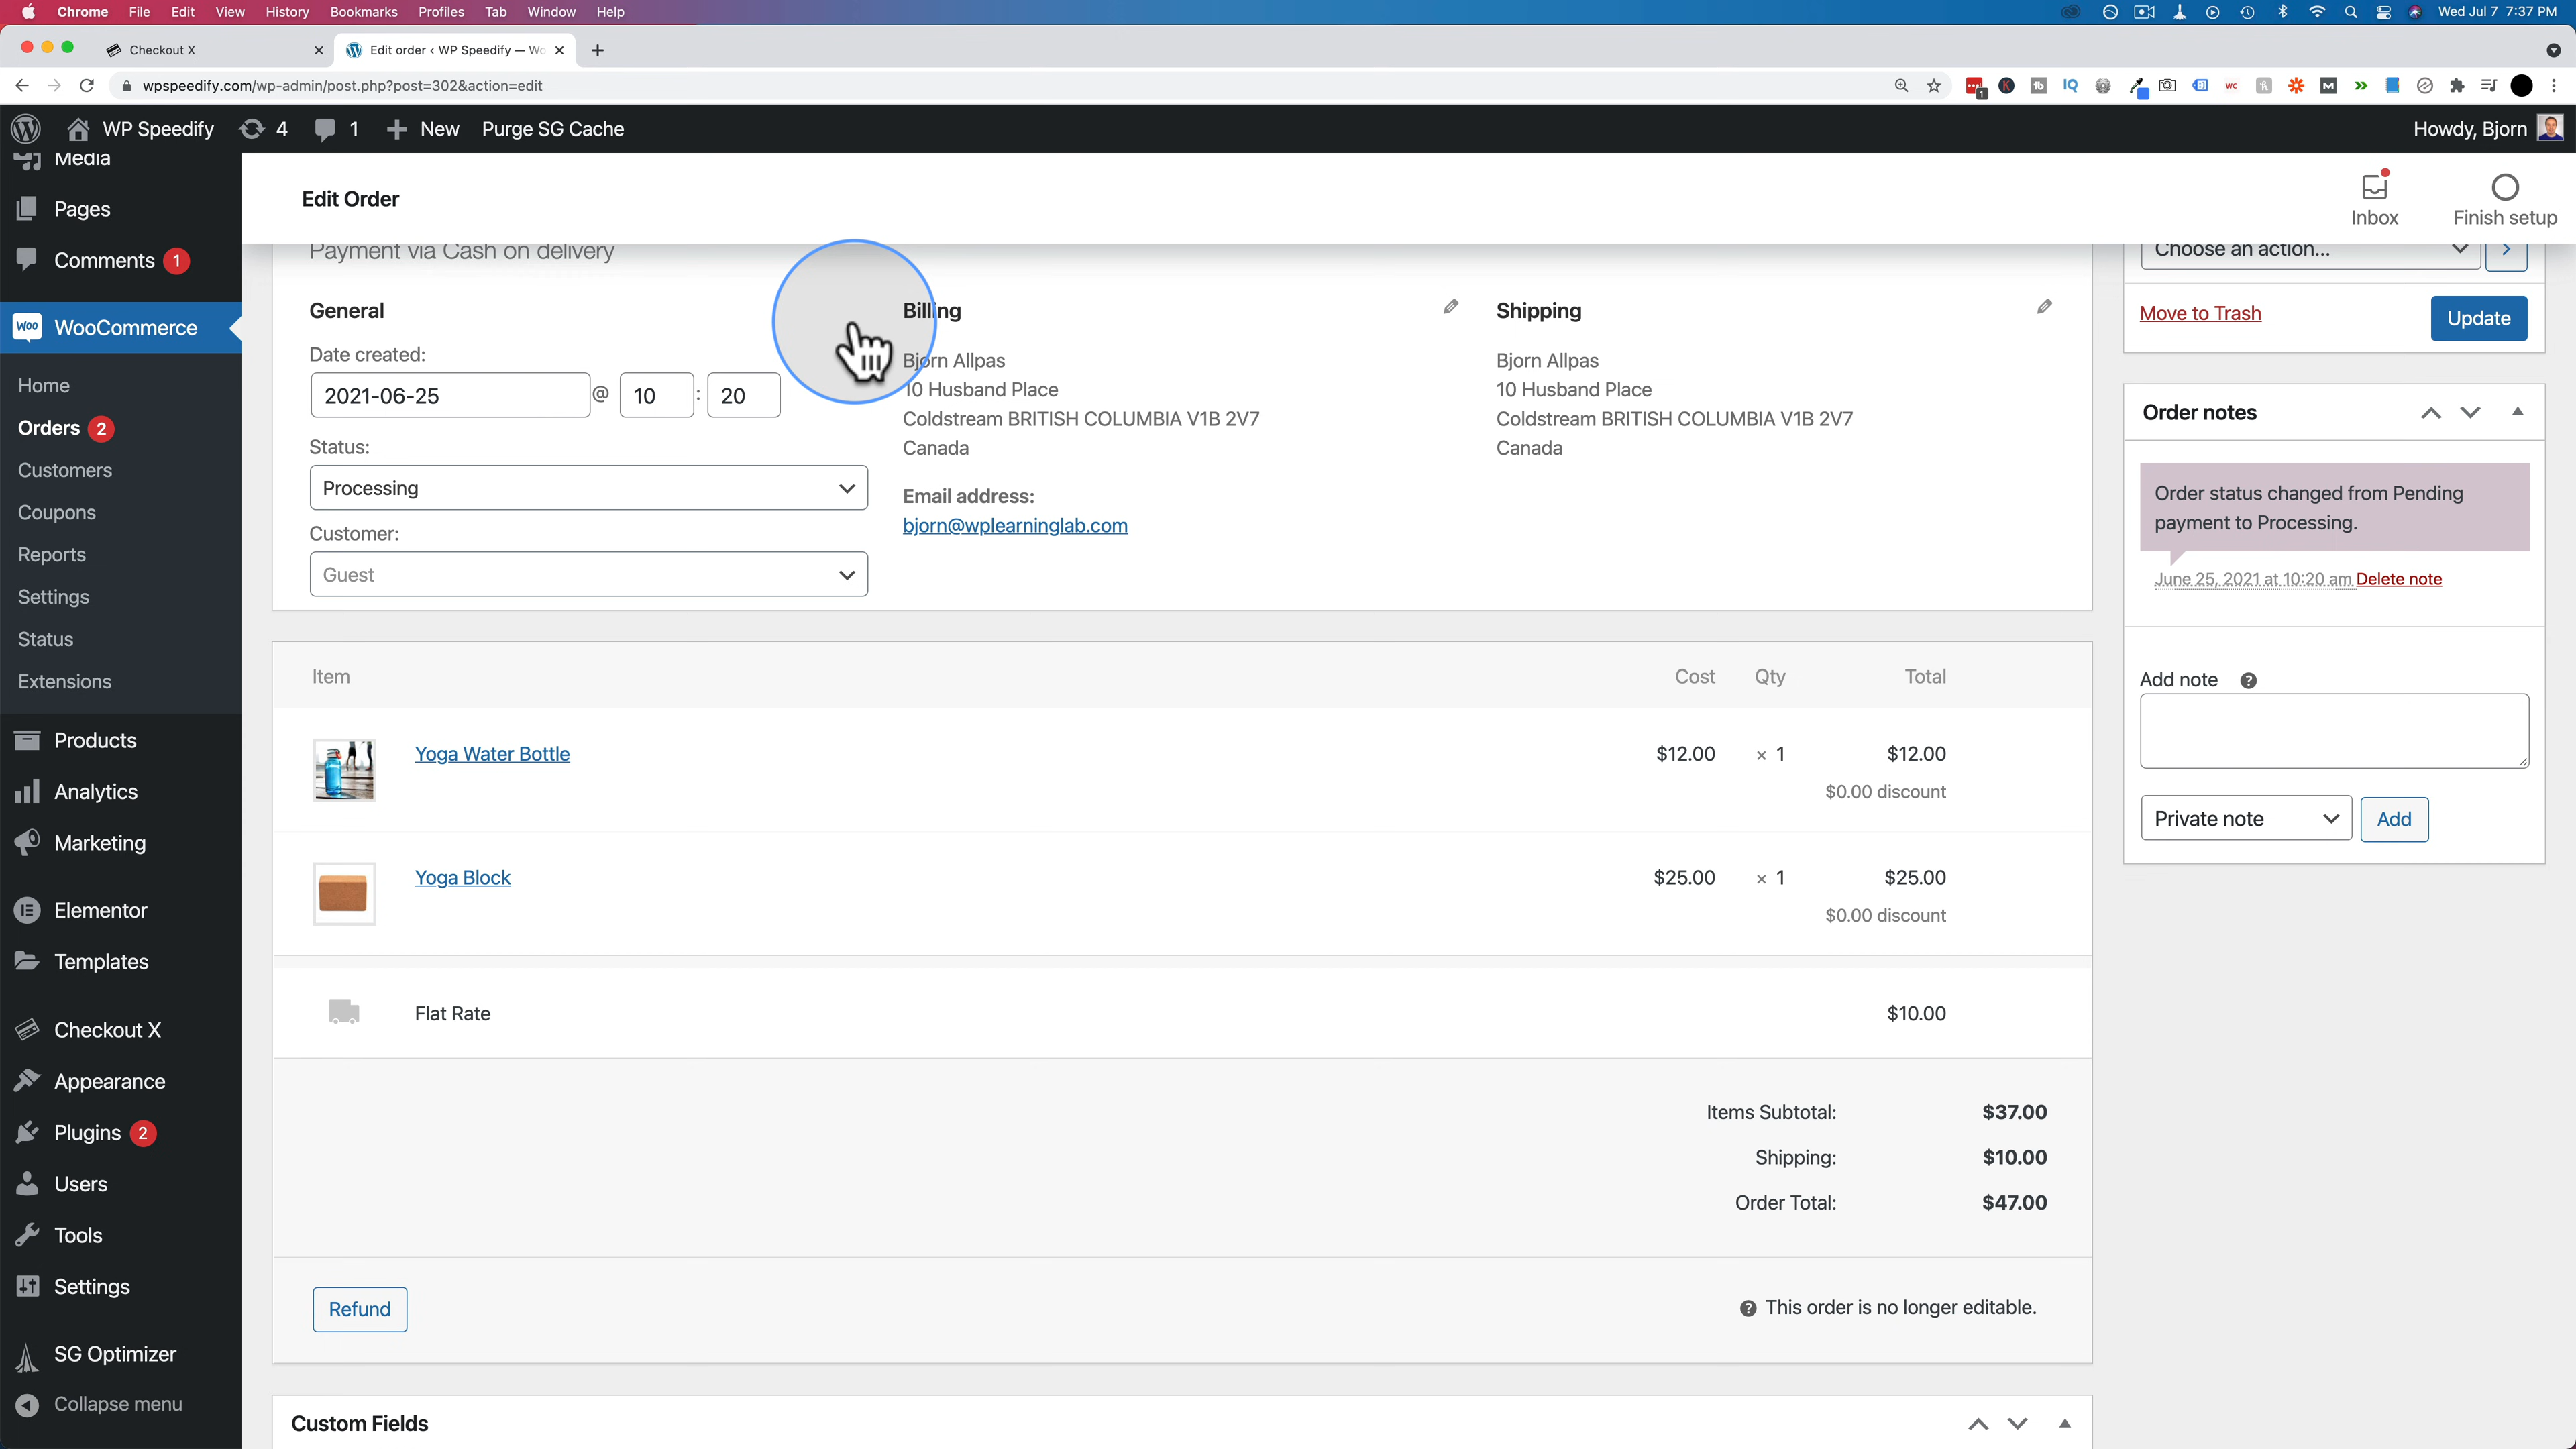 Chrome File Edit View History Bookmarks Profiles Tab Window Help
Wed Jul 7 7:37 PM
Checkout X
Edit order ‹ WP Speedify — Wo
wpspeedify.com/wp-admin/post.php?post=302&action=edit
WP Speedify 4 1 New Purge SG Cache
Howdy, Bjorn
Media
Pages
Comments 1
WooCommerce
Home
Orders 2
Customers
Coupons
Reports
Settings
Status
Extensions
Products
Analytics
Marketing
Elementor
Templates
Checkout X
Appearance
Plugins 2
Users
Tools
Settings
SG Optimizer
Collapse menu
Edit Order
Inbox
Finish setup
Payment via Cash on delivery
General
Date created:
2021-06-25 @ 10 : 20
Status:
Processing
Customer:
Guest
Billing
Bjorn Allpas
10 Husband Place
Coldstream BRITISH COLUMBIA V1B 2V7
Canada
Email address:
bjorn@wplearninglab.com
Shipping
Bjorn Allpas
10 Husband Place
Coldstream BRITISH COLUMBIA V1B 2V7
Canada
Item Cost Qty Total
Yoga Water Bottle $12.00 × 1 $12.00
$0.00 discount
Yoga Block $25.00 × 1 $25.00
$0.00 discount
Flat Rate $10.00
Items Subtotal: $37.00
Shipping: $10.00
Order Total: $47.00
Refund
This order is no longer editable.
Custom Fields
Choose an action...
Move to Trash
Update
Order notes
Order status changed from Pending
payment to Processing.
June 25, 2021 at 10:20 am Delete note
Add note
Private note
Add